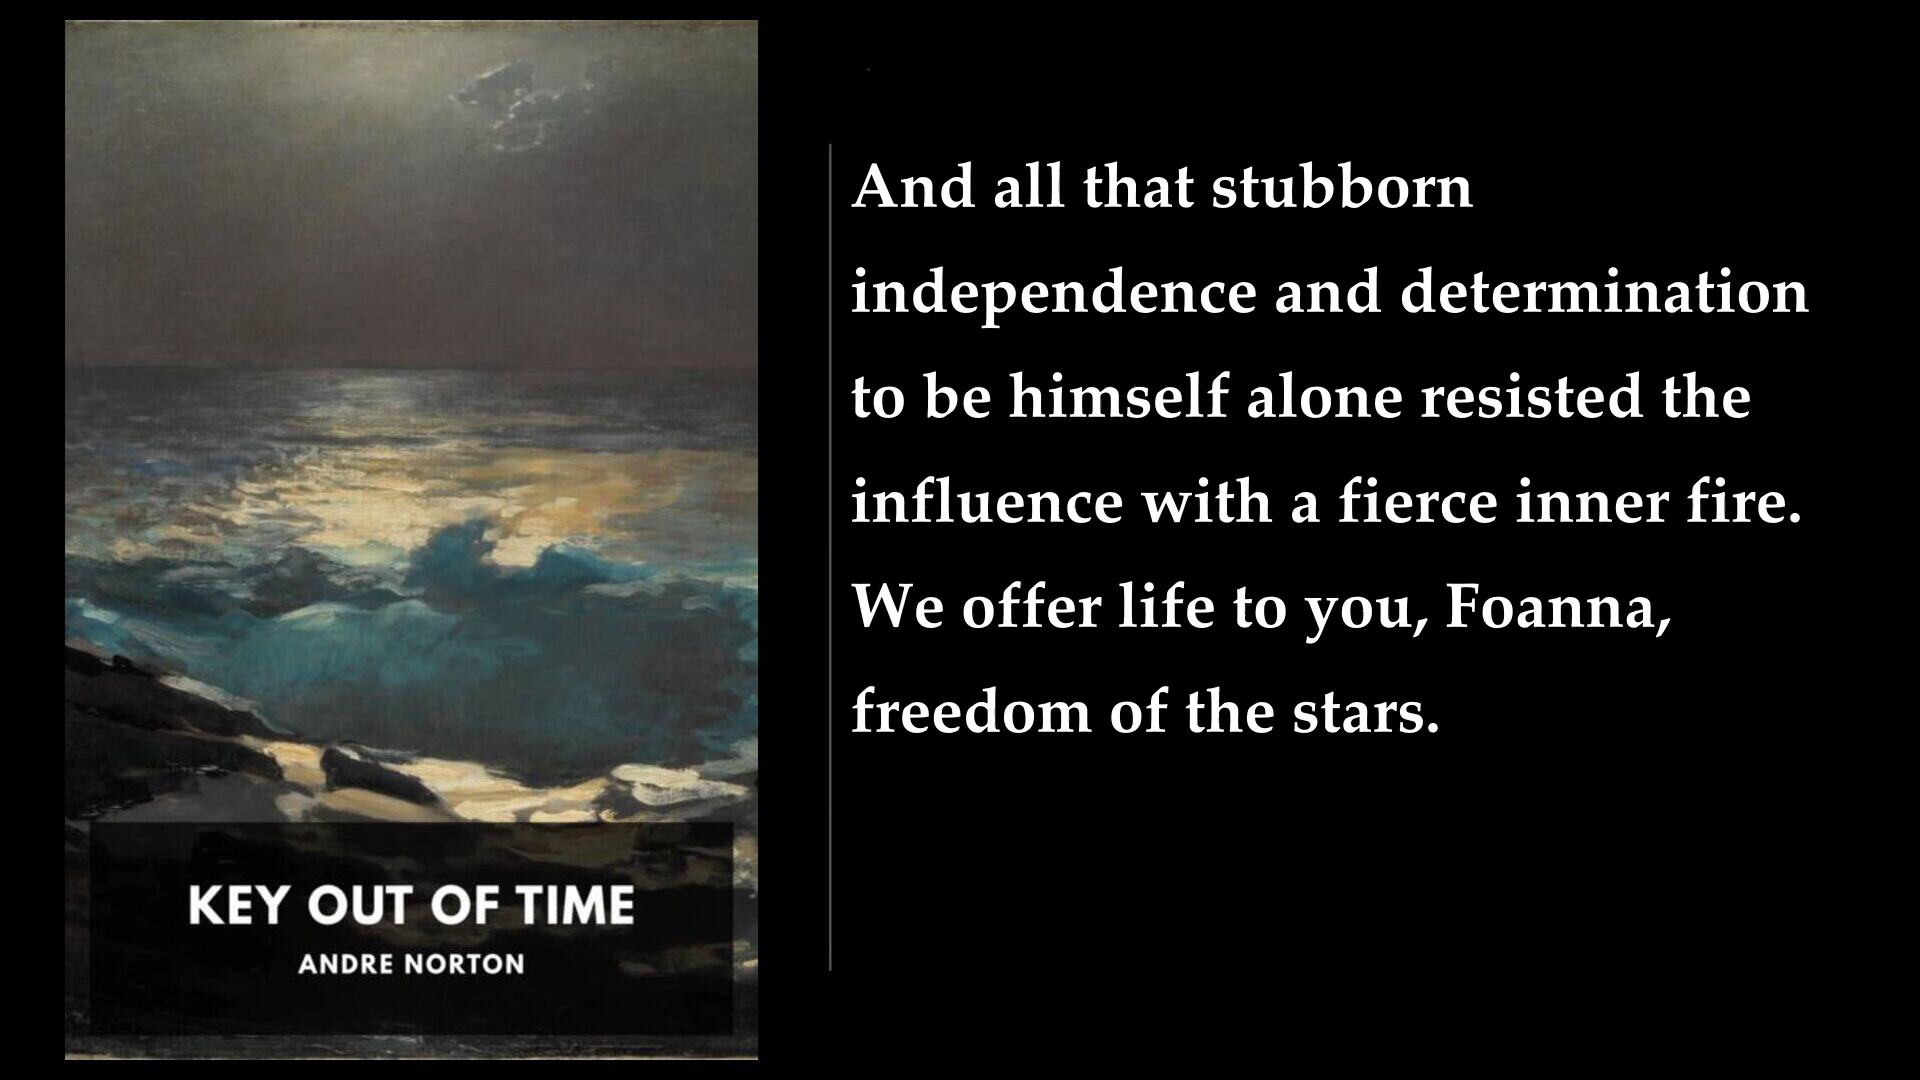 KEY OUT OF TIME
ANDRE NORTON
And all that stubborn
independence and determination
to be himself alone resisted the
influence with a fierce inner fire.
We offer life to you, Foanna,
freedom of the stars.